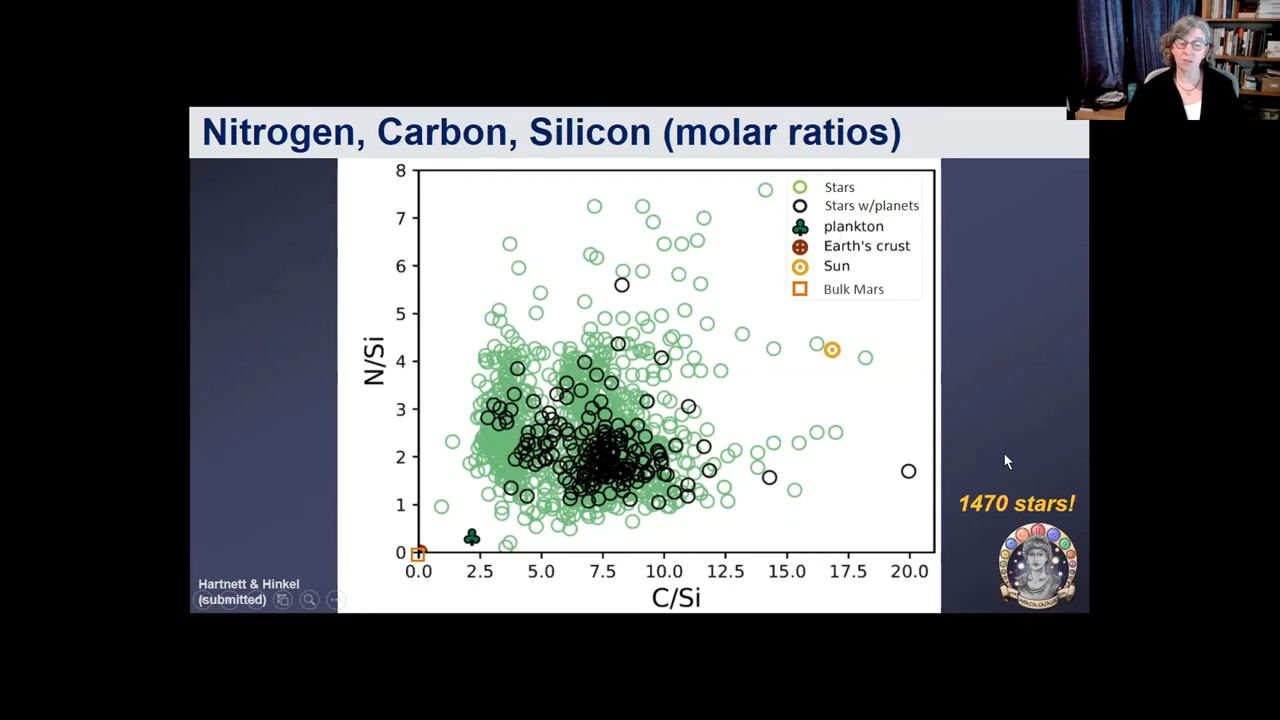 Nitrogen, Carbon, Silicon (molar ratios)
8
7
6
5
4
3
2
1
0
N/Si
Stars
Stars w/planets
plankton
Earth's crust
Sun
Bulk Mars
0.0 2.5 5.0 7.5 10.0 12.5 15.0 17.5 20.0
C/Si
1470 stars!
Hartnett & Hinkel
(submitted)